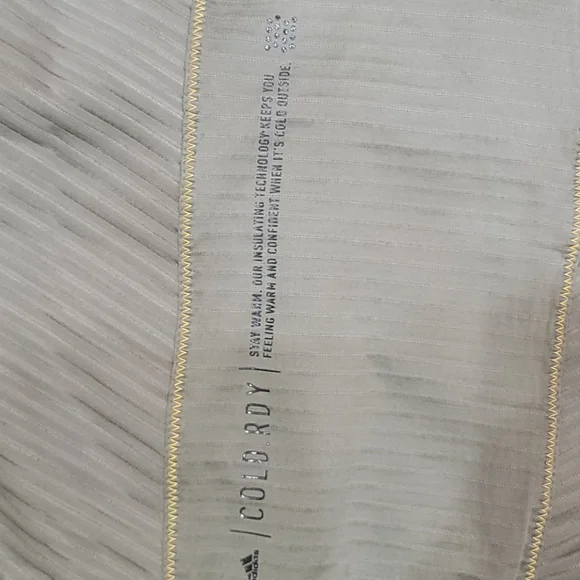 adidas
/ COLD.RDY /
STAY WARM. OUR INSULATING TECHNOLOGY KEEPS YOU
FEELING WARM AND CONFIDENT WHEN IT'S COLD OUTSIDE.